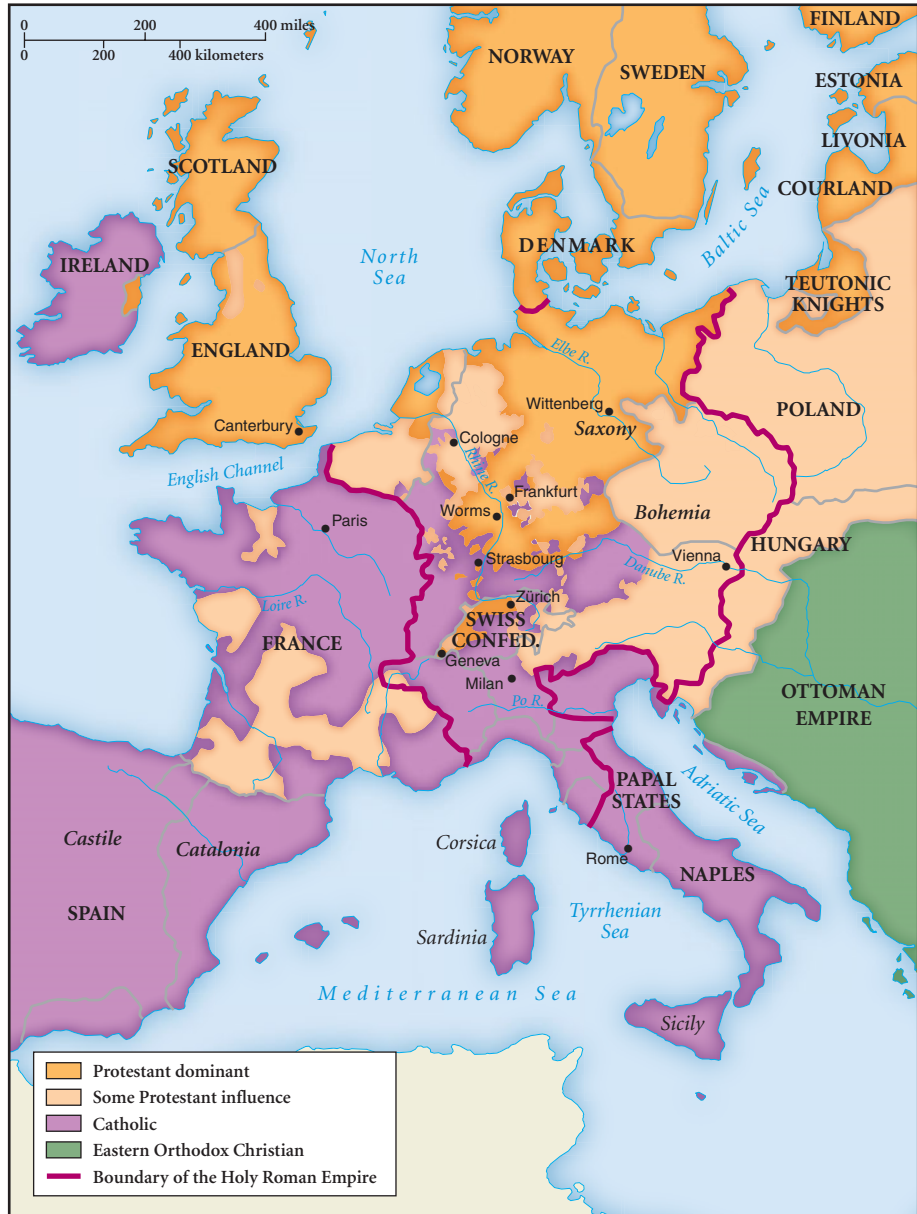 0 200 400 miles
0 200 400 kilometers
FINLAND
NORWAY
SWEDEN
ESTONIA
LIVONIA
SCOTLAND
COURLAND
Baltic Sea
North
Sea
DENMARK
IRELAND
TEUTONIC
KNIGHTS
ENGLAND
Elbe R.
Wittenberg
Saxony
POLAND
Canterbury
Cologne
English Channel
Rhine R.
Frankfurt
Worms
Bohemia
Paris
HUNGARY
Strasbourg
Danube R.
Vienna
Loire R.
Zürich
SWISS
CONFED.
FRANCE
Geneva
Milan
Po R.
OTTOMAN
EMPIRE
PAPAL
STATES
Adriatic Sea
Castile
Catalonia
Corsica
Rome
NAPLES
SPAIN
Tyrrhenian
Sea
Sardinia
Mediterranean Sea
Sicily
Protestant dominant
Some Protestant influence
Catholic
Eastern Orthodox Christian
Boundary of the Holy Roman Empire